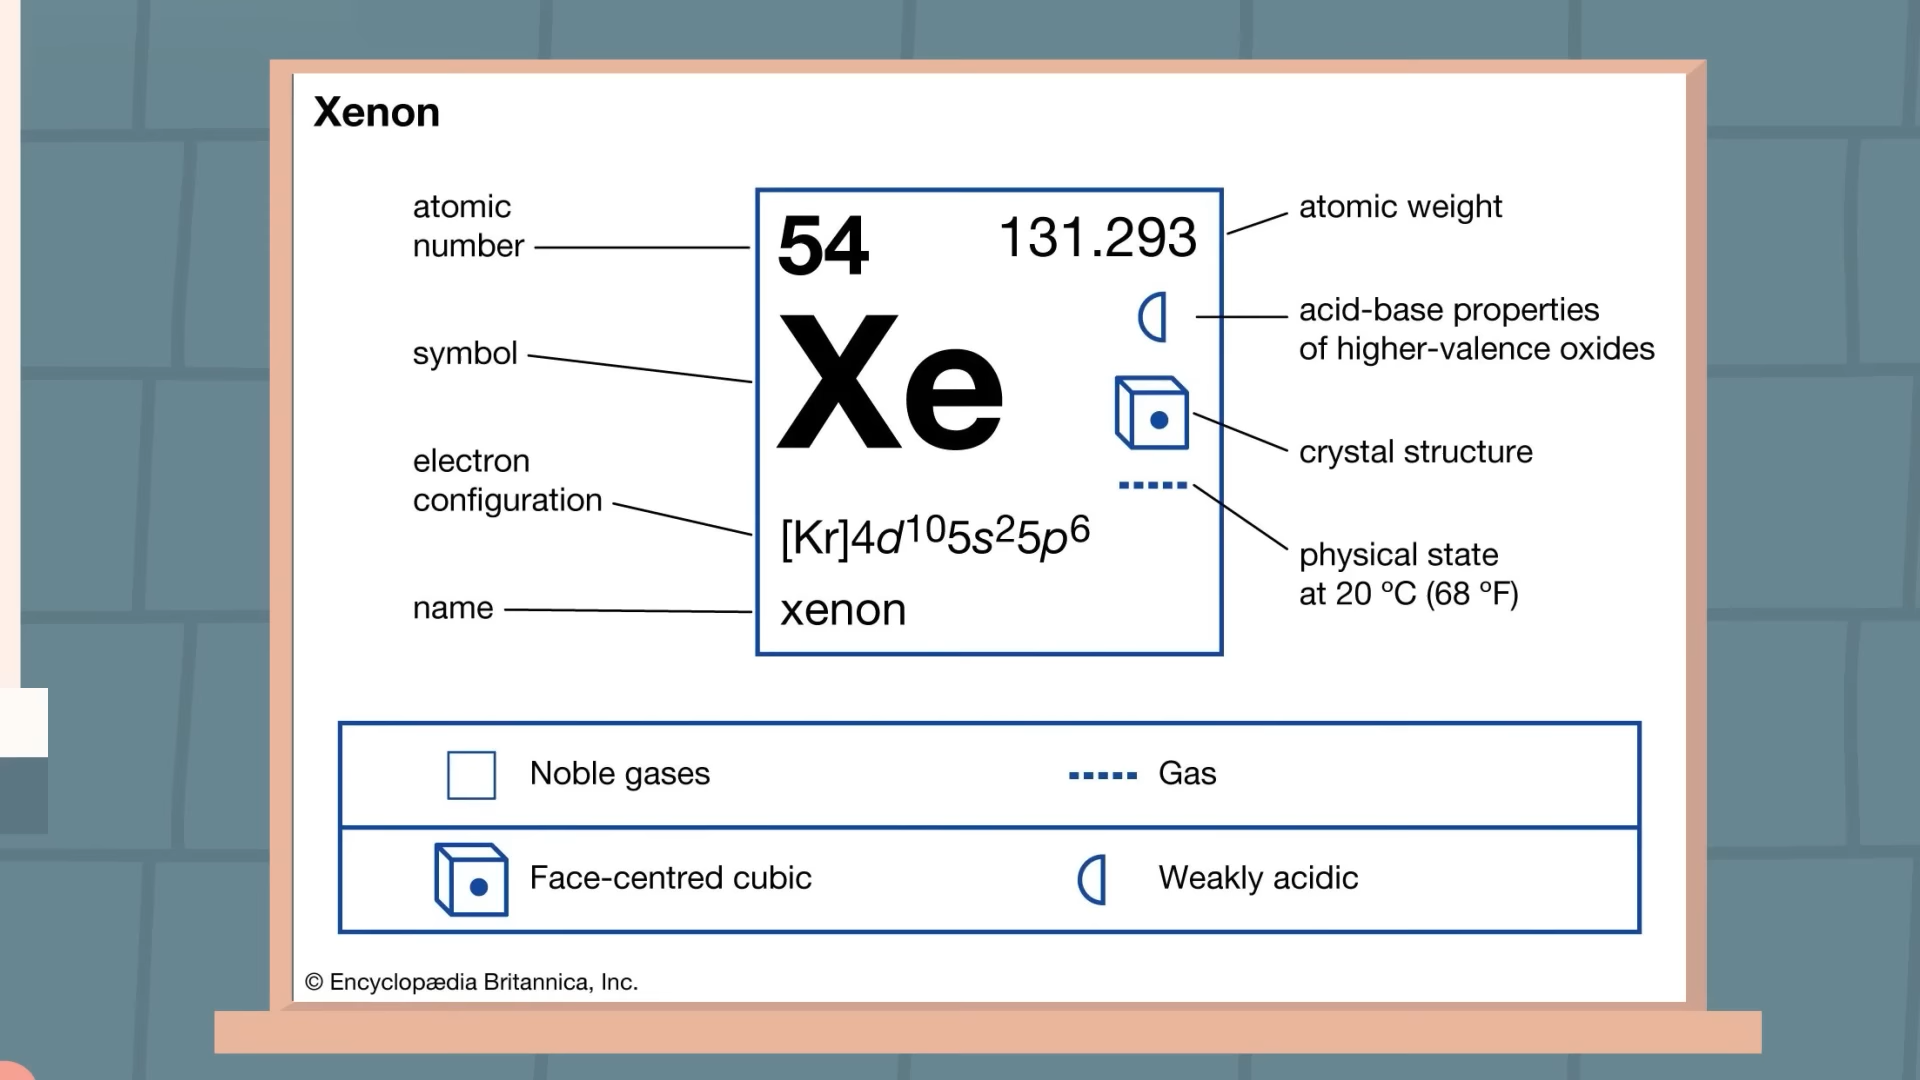 Xenon
atomic
number
symbol
electron
configuration
name
54
131.293
Xe
[Kr]4d¹⁰5s²5p⁶
xenon
atomic weight
acid-base properties
of higher-valence oxides
crystal structure
physical state
at 20 ºC (68 ºF)
Noble gases
Gas
Face-centred cubic
Weakly acidic
© Encyclopædia Britannica, Inc.